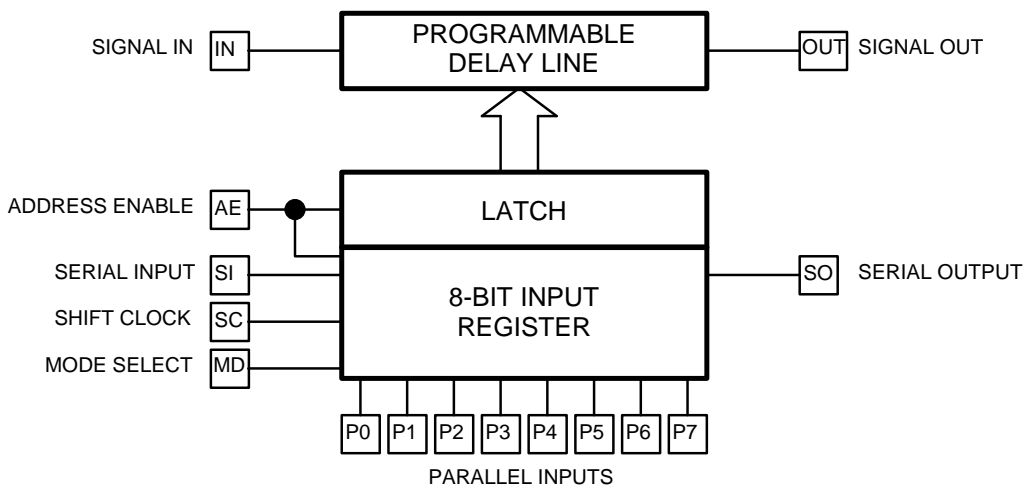 SIGNAL IN IN PROGRAMMABLE OUT SIGNAL OUT
DELAY LINE
ADDRESS ENABLE AE LATCH
SERIAL INPUT SI SO SERIAL OUTPUT
8-BIT INPUT
SHIFT CLOCK SC REGISTER
MODE SELECT MD
P0 P1 P2 P3 P4 P5 P6 P7
PARALLEL INPUTS